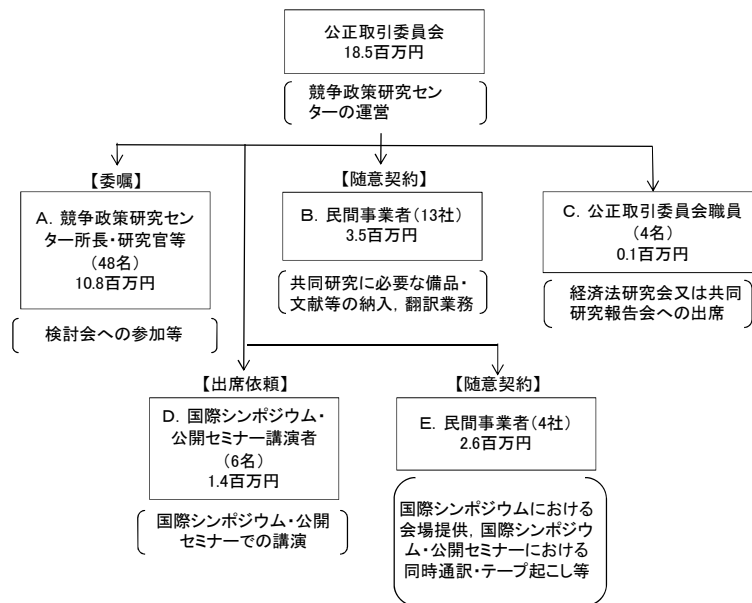 公正取引委員会
18.5百万円
競争政策研究セン
ターの運営
【委嘱】
A．競争政策研究セン
ター所長・研究官等
（48名）
10.8百万円
検討会への参加等
【随意契約】
B．民間事業者（13社）
3.5百万円
共同研究に必要な備品・
文献等の納入，翻訳業務
C．公正取引委員会職員
（4名）
0.1百万円
経済法研究会又は共同
研究報告会への出席
【出席依頼】
D．国際シンポジウム・
公開セミナー講演者
（6名）
1.4百万円
国際シンポジウム・公開
セミナーでの講演
【随意契約】
E．民間事業者（4社）
2.6百万円
国際シンポジウムにおける
会場提供，国際シンポジウ
ム・公開セミナーにおける
同時通訳・テープ起こし等